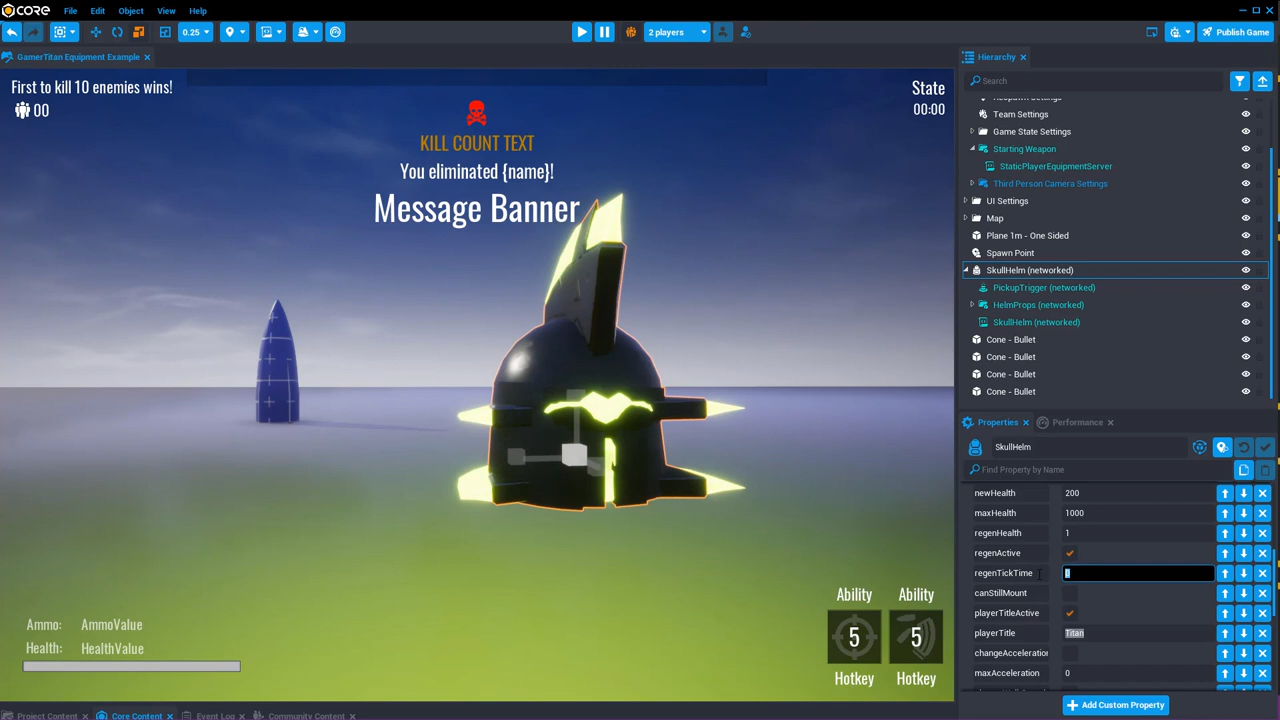 CORE File Edit Object View Help
0.25 2 players Publish Game
GamerTitan Equipment Example
First to kill 10 enemies wins!
00
State
00:00
KILL COUNT TEXT
You eliminated {name}!
Message Banner
Ammo: AmmoValue
Health: HealthValue
Ability Ability
5 5
Hotkey Hotkey
Project Content Core Content Event Log Community Content
Hierarchy
Search
Respawn Settings
Team Settings
Game State Settings
Starting Weapon
StaticPlayerEquipmentServer
Third Person Camera Settings
UI Settings
Map
Plane 1m - One Sided
Spawn Point
SkullHelm (networked)
PickupTrigger (networked)
HelmProps (networked)
SkullHelm (networked)
Cone - Bullet
Cone - Bullet
Cone - Bullet
Cone - Bullet
Properties Performance
SkullHelm
Find Property by Name
newHealth 200
maxHealth 1000
regenHealth 1
regenActive
regenTickTime 0
canStillMount
playerTitleActive
playerTitle Titan
changeAcceleration
maxAcceleration 0
Add Custom Property